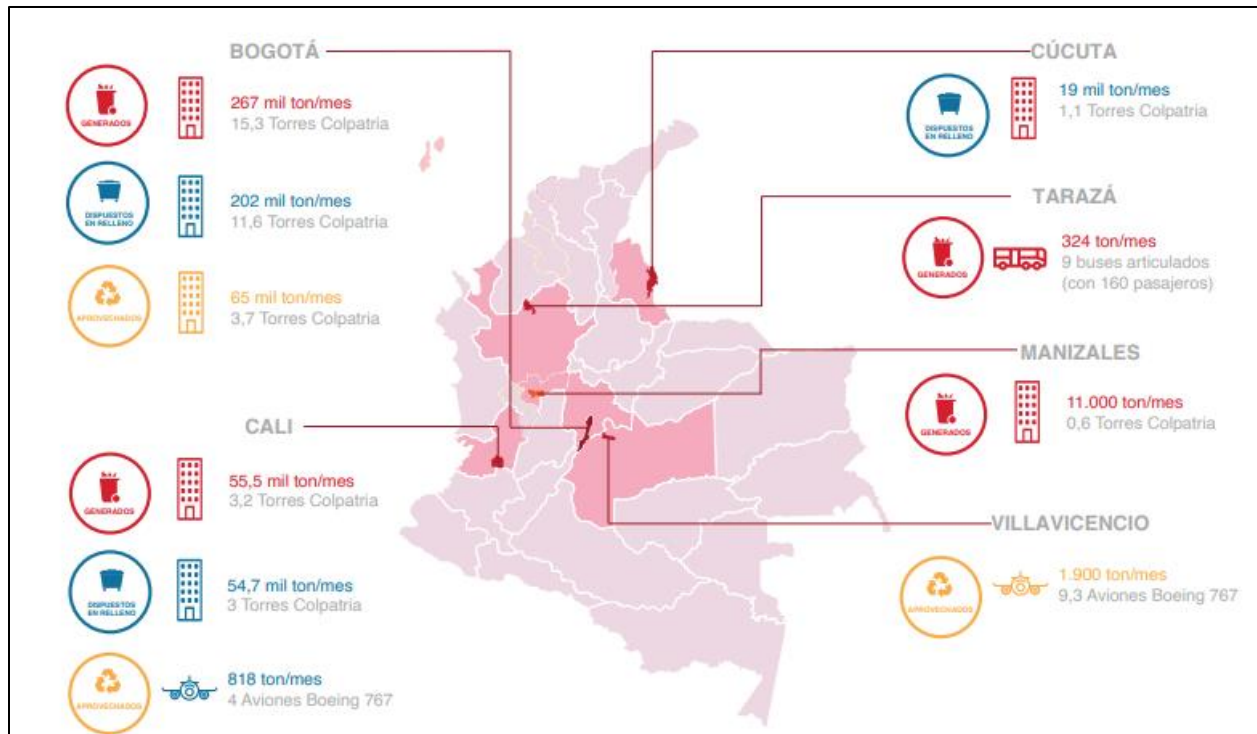 BOGOTÁ
GENERADOS
267 mil ton/mes
15,3 Torres Colpatria
DISPUESTOS
EN RELLENO
202 mil ton/mes
11,6 Torres Colpatria
APROVECHADOS
65 mil ton/mes
3,7 Torres Colpatria
CALI
GENERADOS
55,5 mil ton/mes
3,2 Torres Colpatria
DISPUESTOS
EN RELLENO
54,7 mil ton/mes
3 Torres Colpatria
APROVECHADOS
818 ton/mes
4 Aviones Boeing 767
CÚCUTA
DISPUESTOS
EN RELLENO
19 mil ton/mes
1,1 Torres Colpatria
TARAZÁ
GENERADOS
324 ton/mes
9 buses articulados
(con 160 pasajeros)
MANIZALES
GENERADOS
11.000 ton/mes
0,6 Torres Colpatria
VILLAVICENCIO
APROVECHADOS
1.900 ton/mes
9,3 Aviones Boeing 767